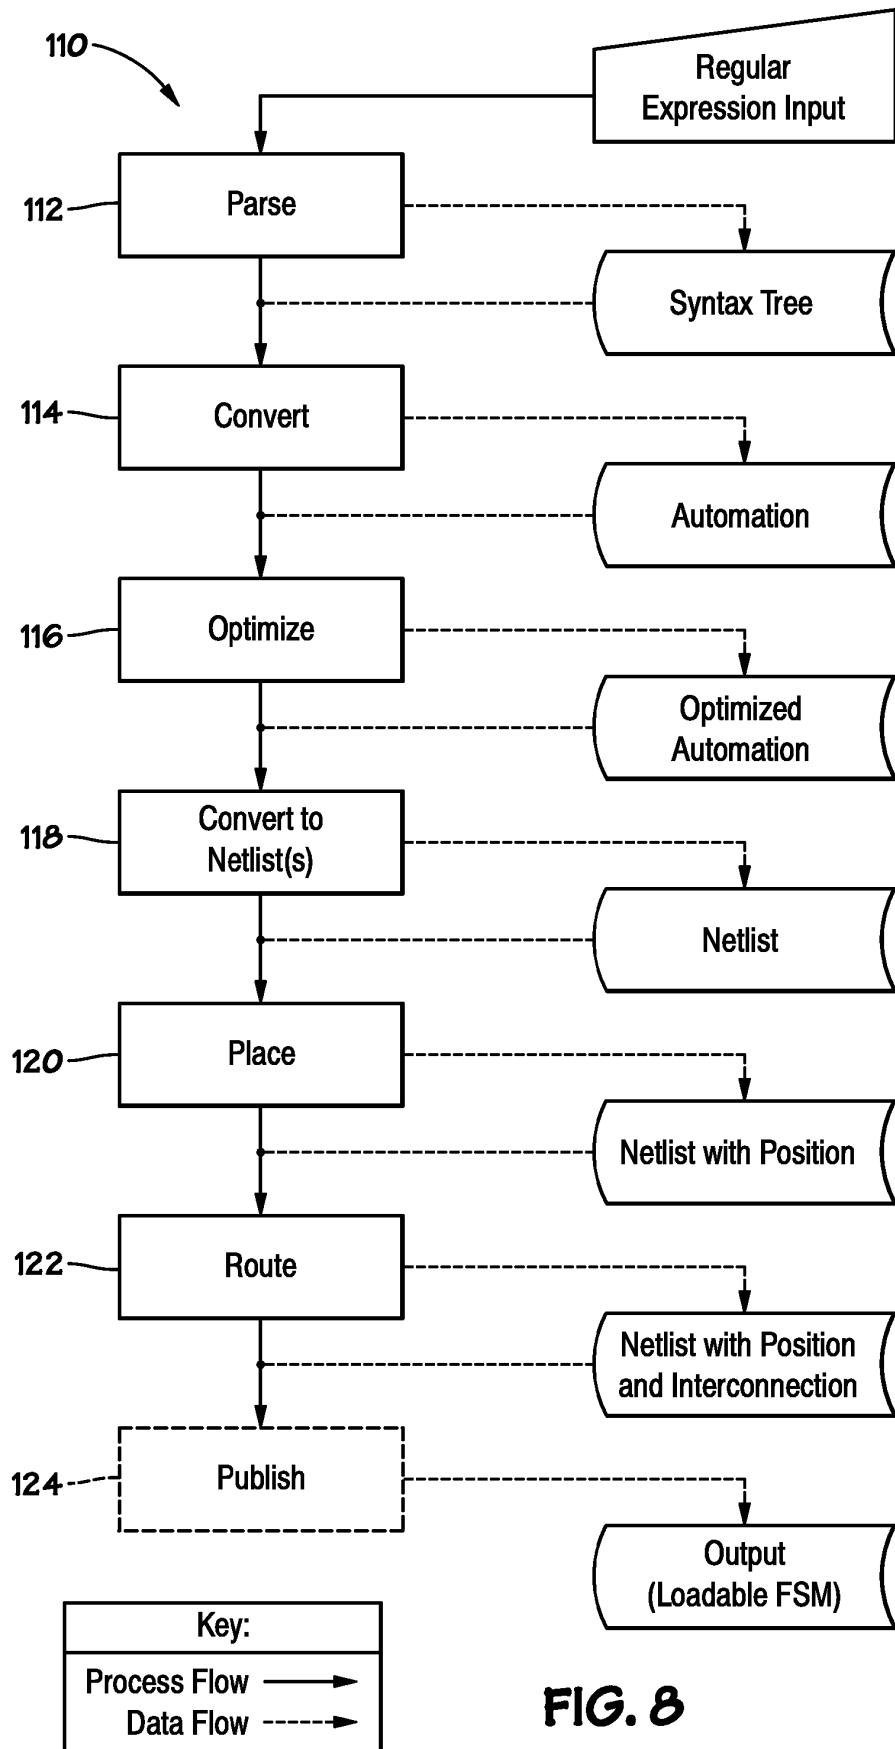 110
Regular
Expression Input
112
Parse
Syntax Tree
114
Convert
Automation
116
Optimize
Optimized
Automation
118
Convert to
Netlist(s)
Netlist
120
Place
Netlist with Position
122
Route
Netlist with Position
and Interconnection
124
Publish
Output
(Loadable FSM)
Key:
Process Flow
Data Flow
FIG. 8